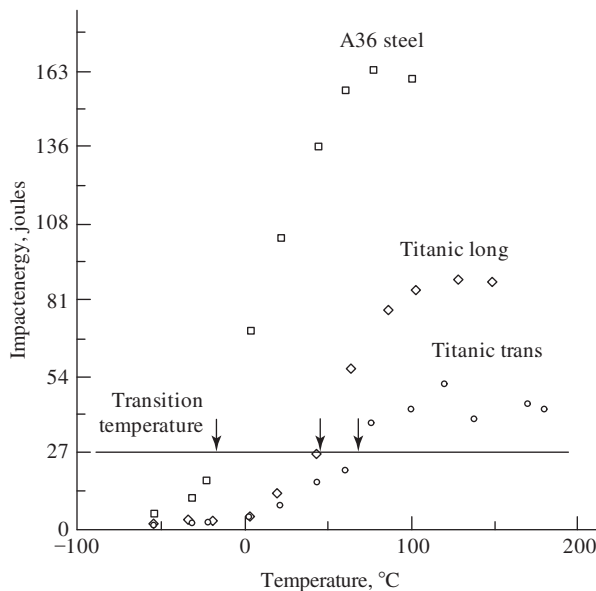 A36 steel
163
136
108
Impactenergy, joules
Titanic long
81
Titanic trans
54
Transition
temperature
27
0
−100
0
100
200
Temperature, °C